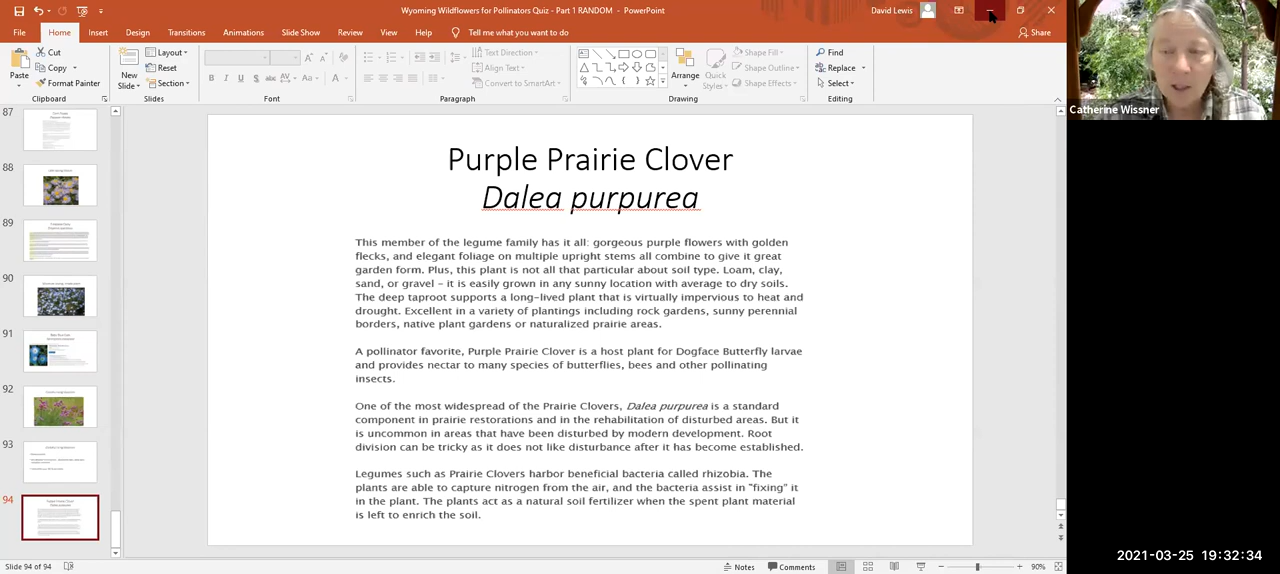 Wyoming Wildflowers for Pollinators Quiz - Part 1 RANDOM - PowerPoint
David Lewis
File Home Insert Design Transitions Animations Slide Show Review View Help Tell me what you want to do
Share
Paste
Cut
Copy
Format Painter
Clipboard
New
Slide
Layout
Reset
Section
Slides
B I U S abc AV Aa A
Font
Text Direction
Align Text
Convert to SmartArt
Paragraph
Arrange
Quick
Styles
Shape Fill
Shape Outline
Shape Effects
Drawing
Find
Replace
Select
Editing
Catherine Wissner
87
88
89
90
91
92
93
94
Purple Prairie Clover
Dalea purpurea
This member of the legume family has it all: gorgeous purple flowers with golden
flecks, and elegant foliage on multiple upright stems all combine to give it great
garden form. Plus, this plant is not all that particular about soil type. Loam, clay,
sand, or gravel – it is easily grown in any sunny location with average to dry soils.
The deep taproot supports a long-lived plant that is virtually impervious to heat and
drought. Excellent in a variety of plantings including rock gardens, sunny perennial
borders, native plant gardens or naturalized prairie areas.
A pollinator favorite, Purple Prairie Clover is a host plant for Dogface Butterfly larvae
and provides nectar to many species of butterflies, bees and other pollinating
insects.
One of the most widespread of the Prairie Clovers, Dalea purpurea is a standard
component in prairie restorations and in the rehabilitation of disturbed areas. But it
is uncommon in areas that have been disturbed by modern development. Root
division can be tricky as it does not like disturbance after it has become established.
Legumes such as Prairie Clovers harbor beneficial bacteria called rhizobia. The
plants are able to capture nitrogen from the air, and the bacteria assist in "fixing" it
in the plant. The plants act as a natural soil fertilizer when the spent plant material
is left to enrich the soil.
Slide 94 of 94
Notes
Comments
90%
2021-03-25 19:32:34